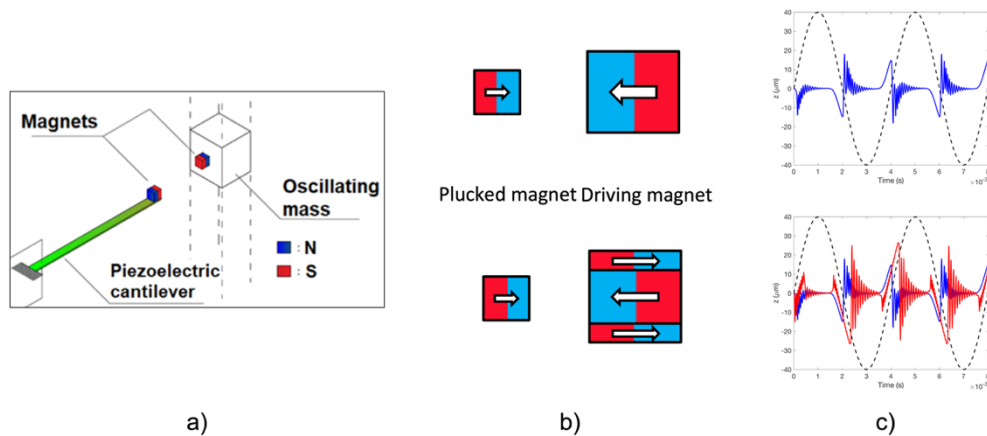 Magnets
Oscillating
mass
: N
: S
Piezoelectric
cantilever
a)
Plucked magnet Driving magnet
b)
40
30
20
10
0
-10
-20
-30
-40
z (μm)
0 1 2 3 4 5 6 7
Time (s)
40
30
20
10
0
-10
-20
-30
-40
z (μm)
0 1 2 3 4 5 6 7
Time (s)
c)